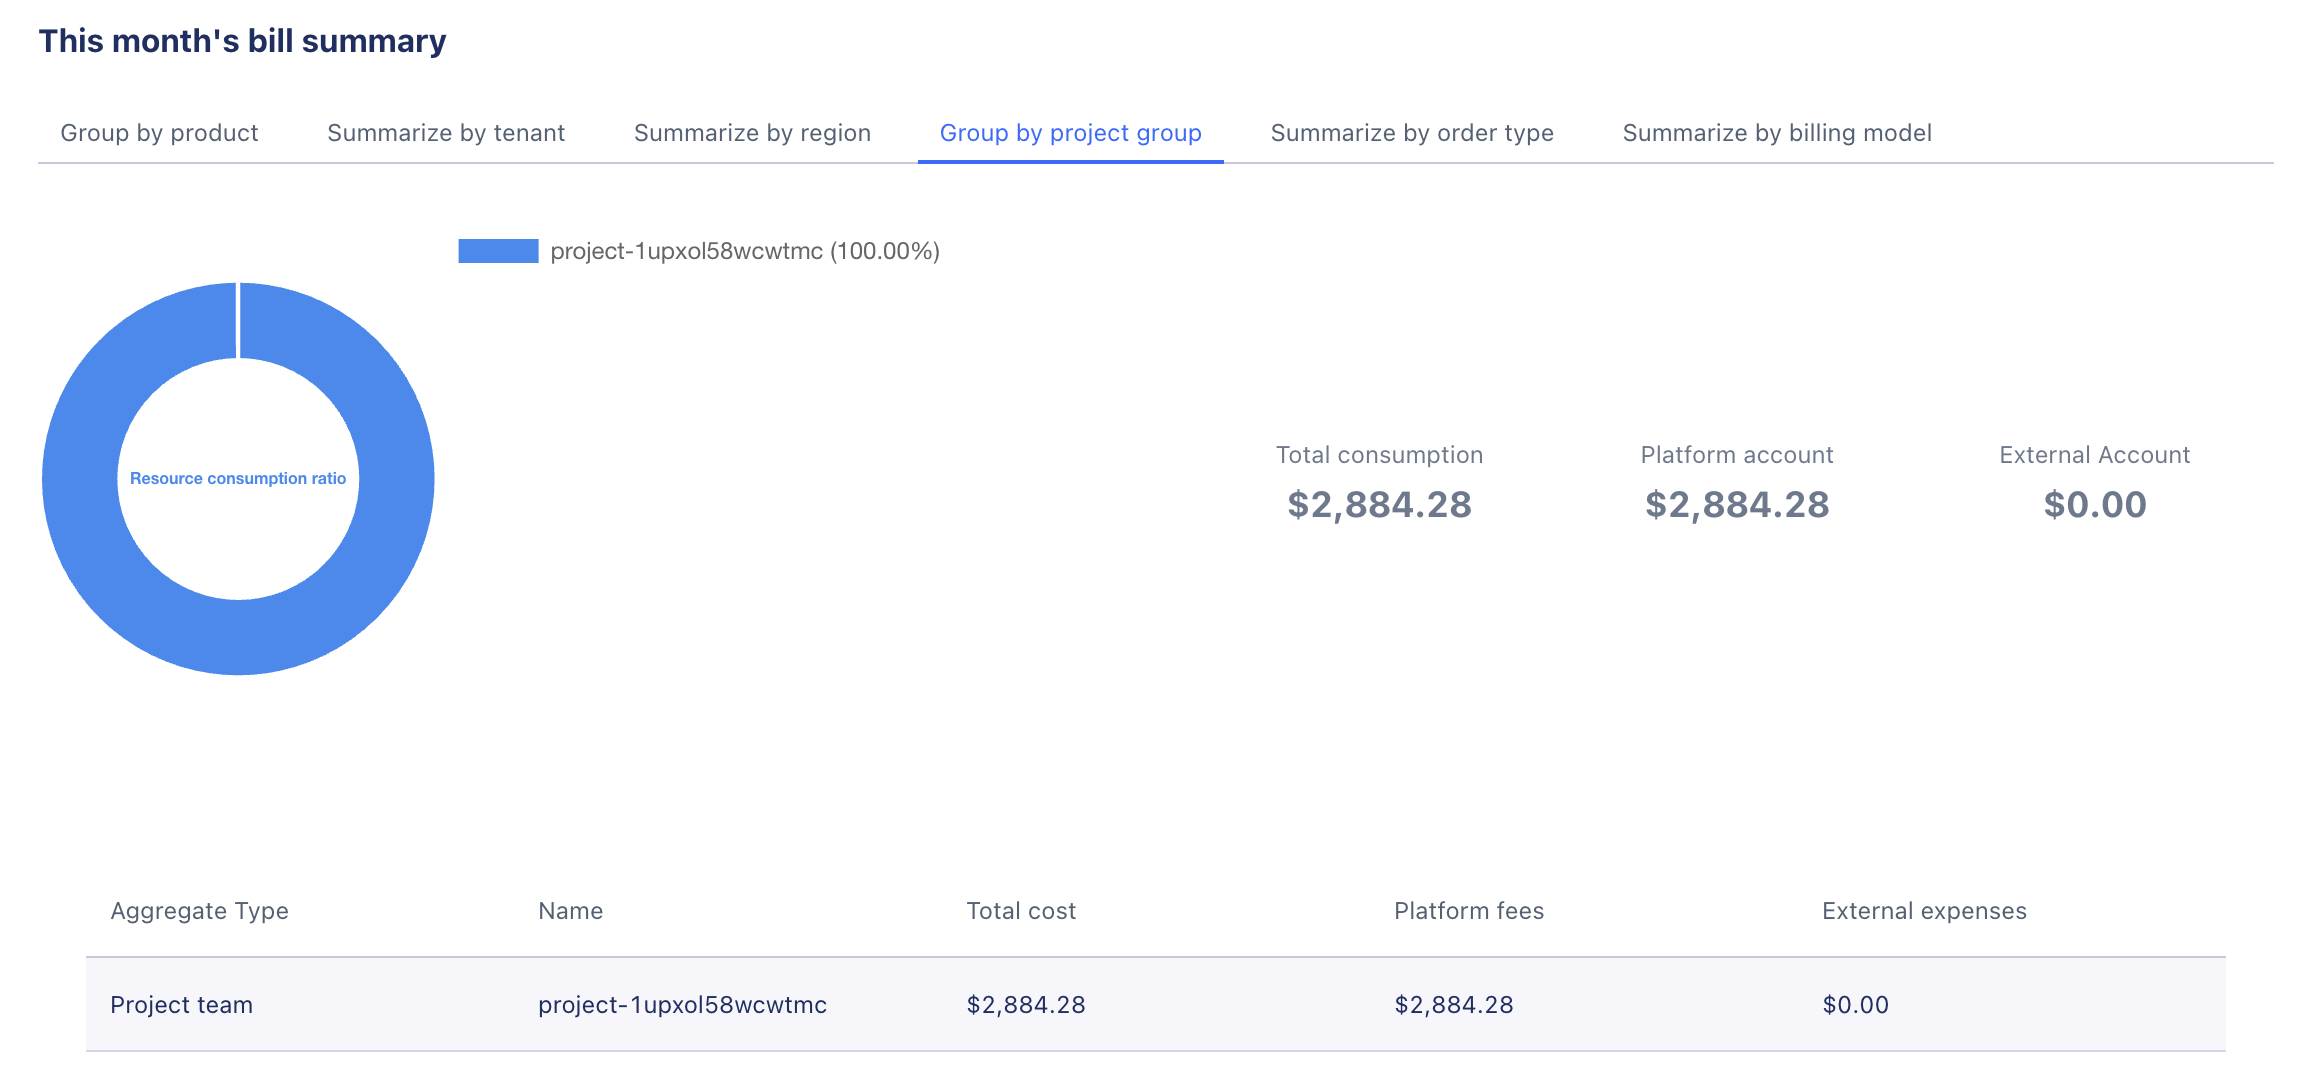 This month's bill summary
Group by product Summarize by tenant Summarize by region Group by project group Summarize by order type Summarize by billing model
project-1upxol58wcwtmc (100.00%)
Resource consumption ratio
Total consumption Platform account External Account
$2,884.28 $2,884.28 $0.00
Aggregate Type Name Total cost Platform fees External expenses
Project team project-1upxol58wcwtmc $2,884.28 $2,884.28 $0.00